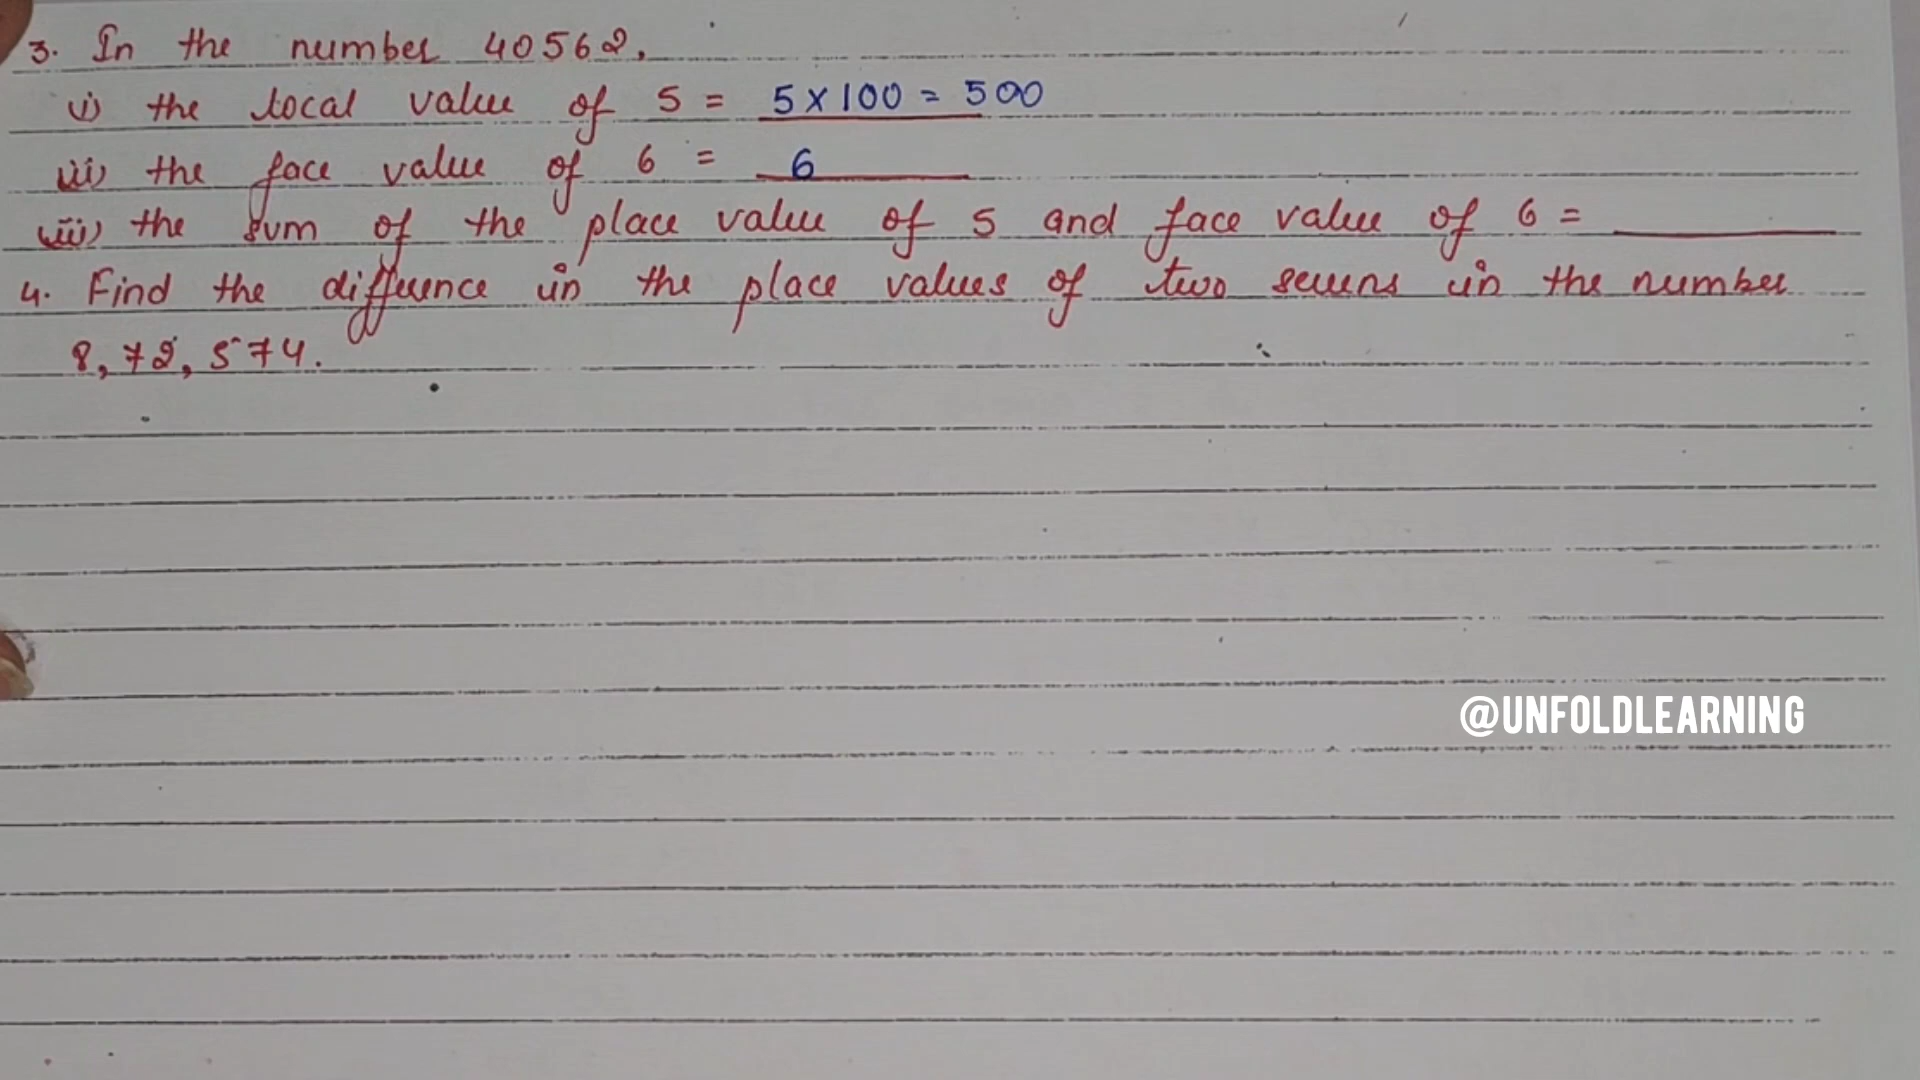 3. In the number 40562,
i) the local value of 5 = 5 x 100 = 500
ii) the face value of 6 = 6
iii) the sum of the place value of 5 and face value of 6 =
4. Find the difference in the place values of two sevens in the number
8,72,574.
@UNFOLDLEARNING